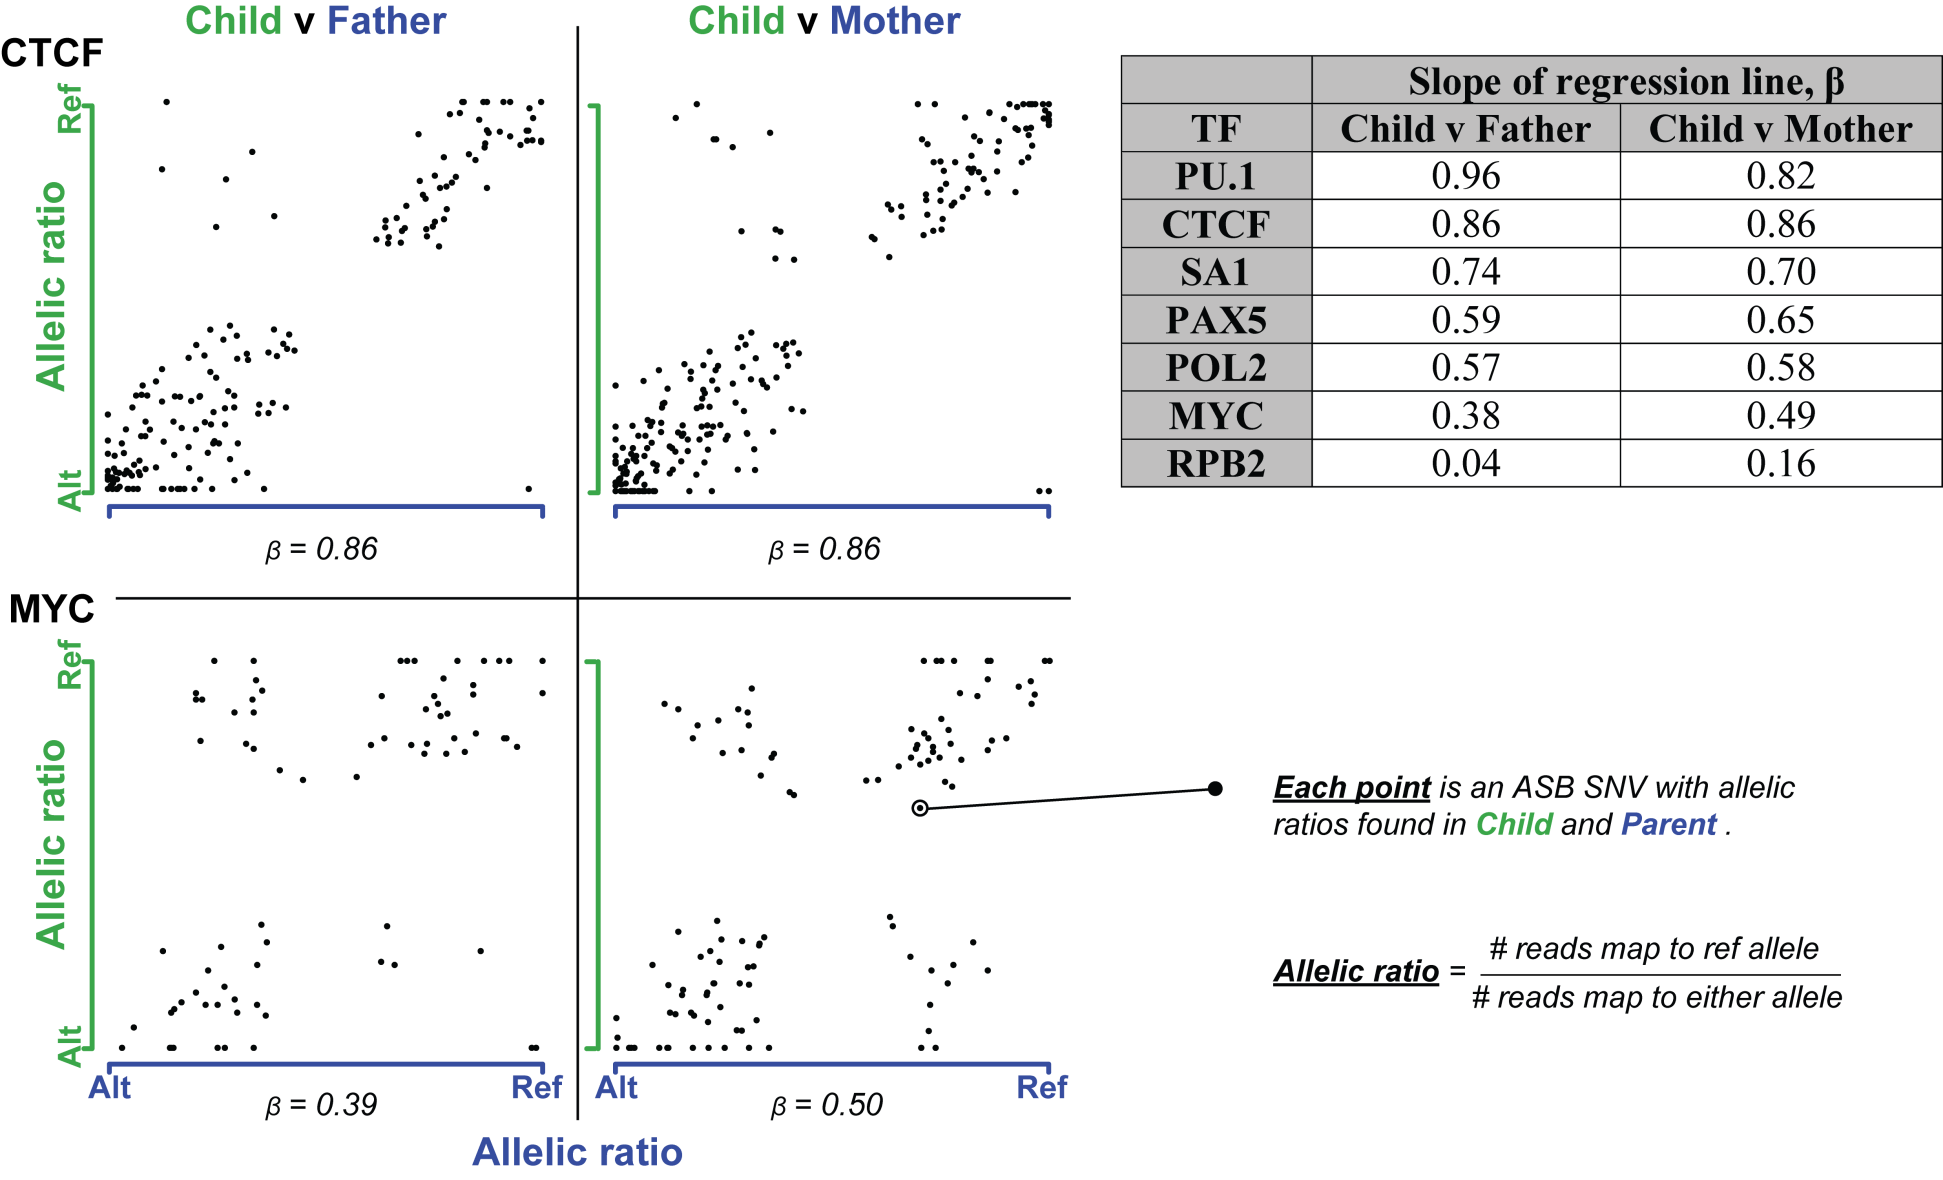 Child v Father
Child v Mother
CTCF
Ref
Allelic ratio
Alt
β = 0.86
β = 0.86
MYC
Ref
Allelic ratio
Alt
Alt
Ref
Alt
Ref
β = 0.39
β = 0.50
Allelic ratio
Slope of regression line, β
TF Child v Father Child v Mother
PU.1 0.96 0.82
CTCF 0.86 0.86
SA1 0.74 0.70
PAX5 0.59 0.65
POL2 0.57 0.58
MYC 0.38 0.49
RPB2 0.04 0.16
Each point is an ASB SNV with allelic
ratios found in Child and Parent .
# reads map to ref allele
Allelic ratio =
# reads map to either allele